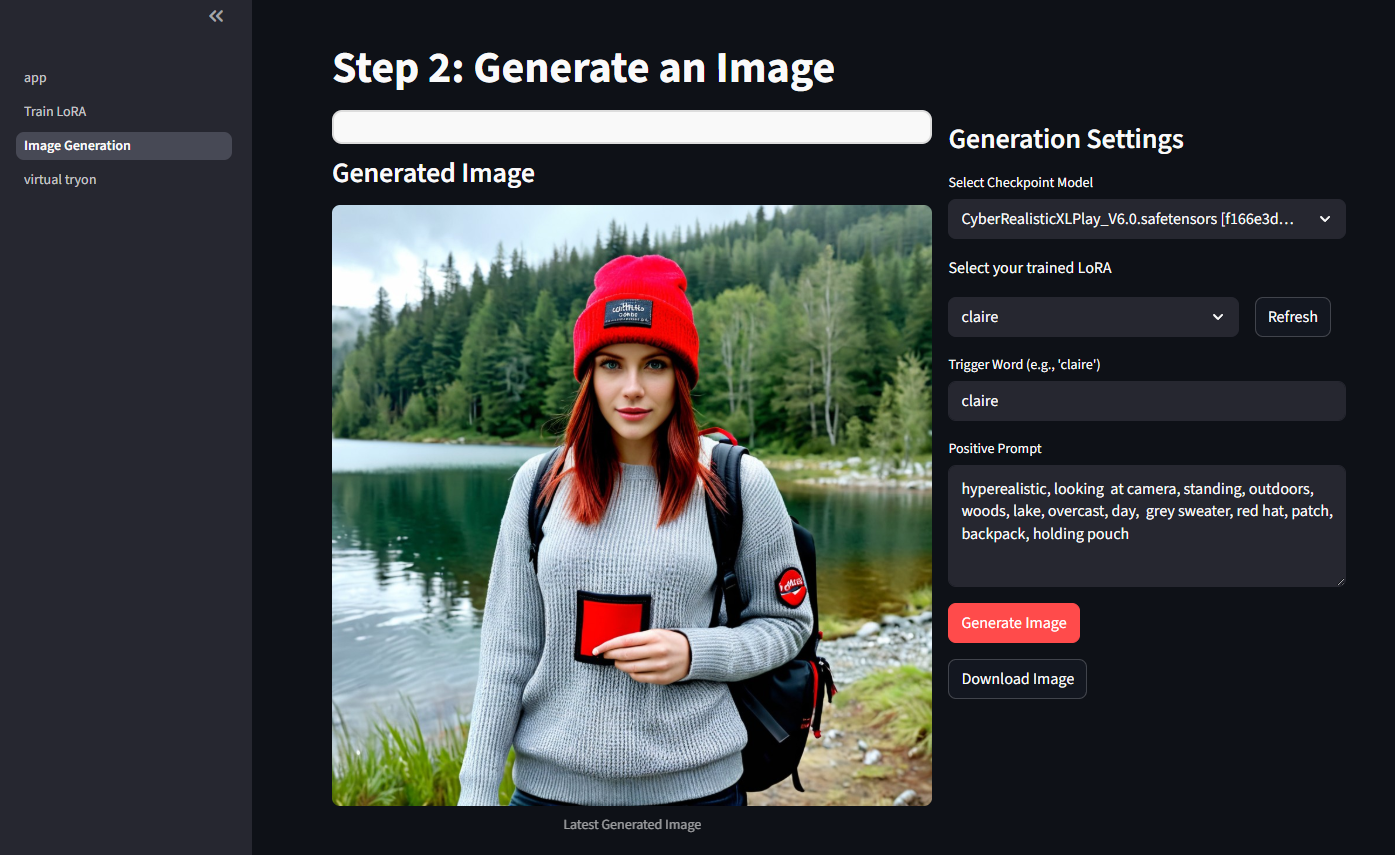 app
Train LoRA
Image Generation
virtual tryon
Step 2: Generate an Image
Generated Image
Latest Generated Image
Generation Settings
Select Checkpoint Model
CyberRealisticXLPlay_V6.0.safetensors [f166e3d...
Select your trained LoRA
claire
Refresh
Trigger Word (e.g., 'claire')
claire
Positive Prompt
hyperealistic, looking  at camera, standing, outdoors,
woods, lake, overcast, day,  grey sweater, red hat, patch,
backpack, holding pouch
Generate Image
Download Image